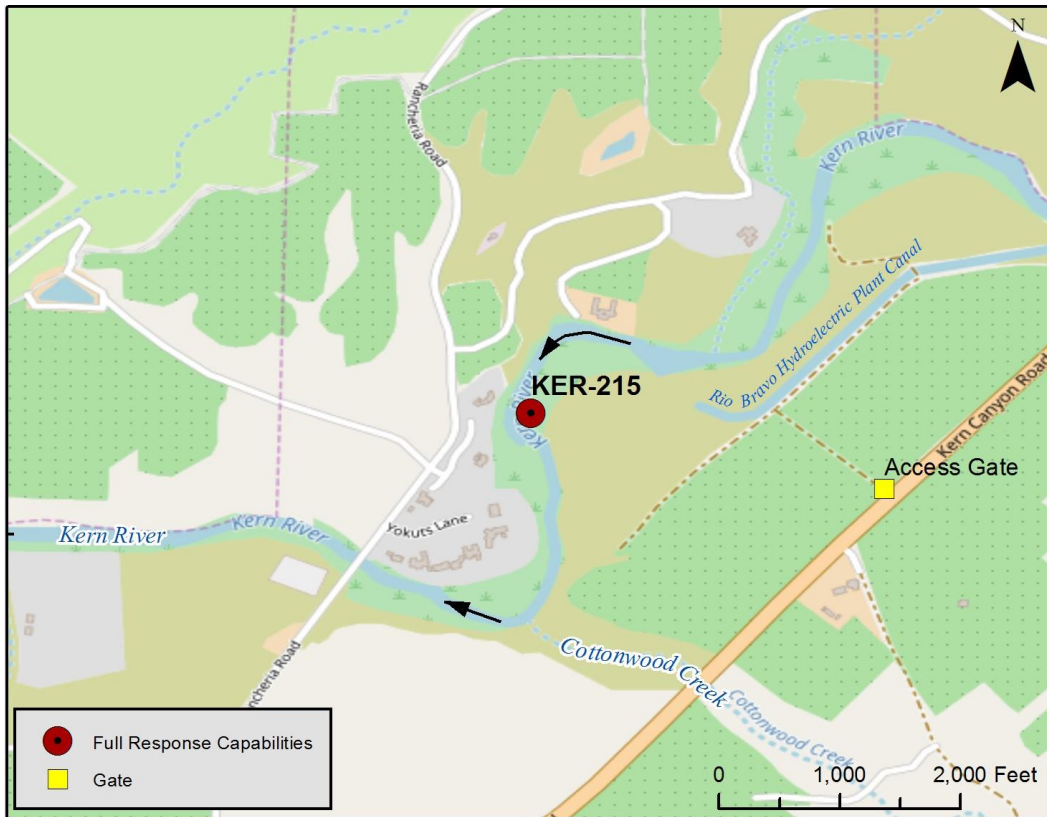 N
Rancheria Road
Kern River
Rio Bravo Hydroelectric Plant Canal
KER-215
Kern River
Kern Canyon Road
Access Gate
Kern River
Kern River
Yokuts Lane
Cottonwood Creek
Cottonwood Creek
ncheria Road
Full Response Capabilities
Gate
0 1,000 2,000 Feet